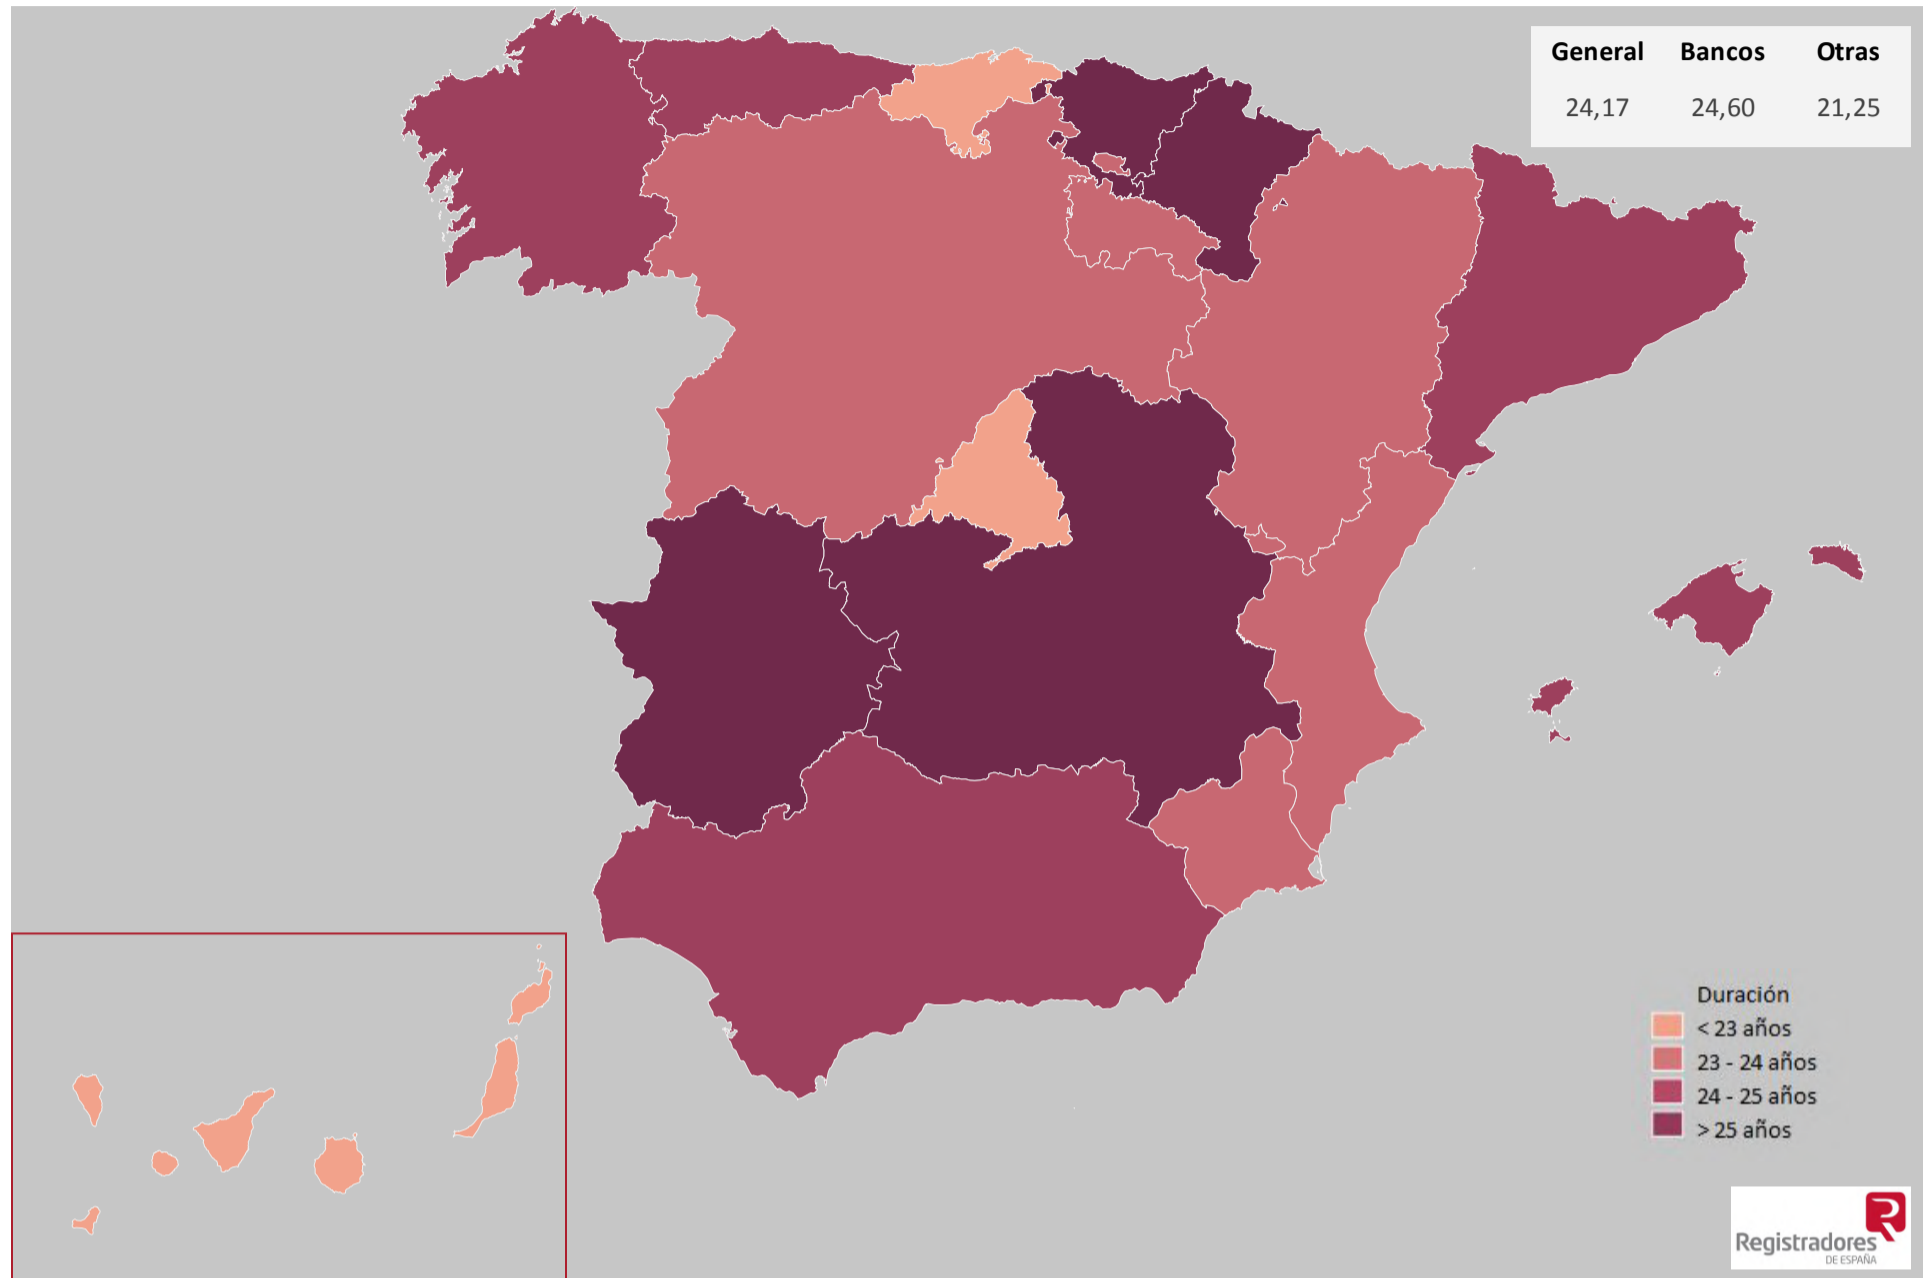 General Bancos Otras
24,17 24,60 21,25
Duración
< 23 años
23 - 24 años
24 - 25 años
> 25 años
Registradores
DE ESPAÑA